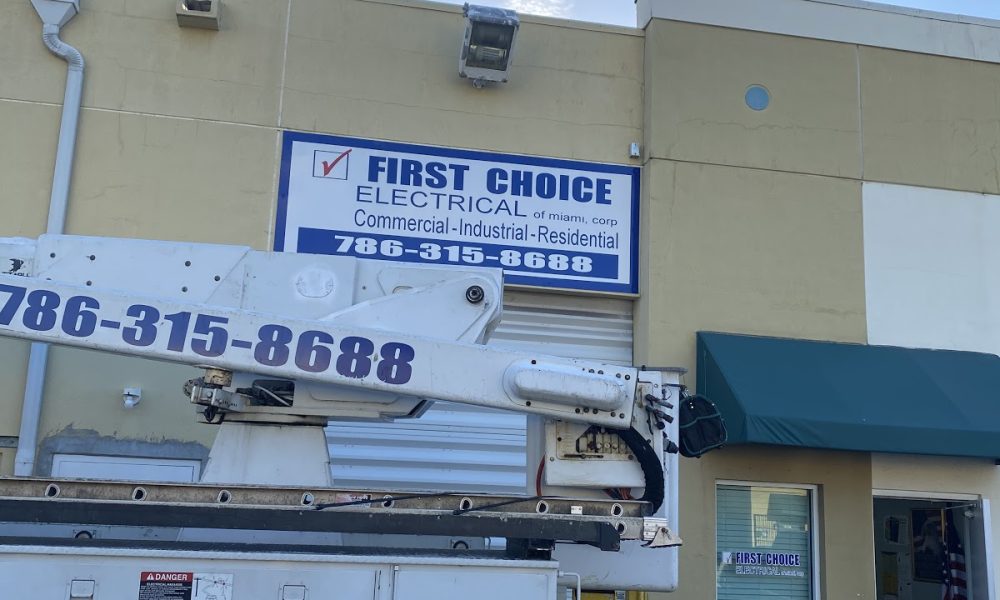 FIRST CHOICE
ELECTRICAL of miami, corp
Commercial-Industrial-Residential
786-315-8688
786-315-8688
FIRST CHOICE
ELECTRICAL
DANGER